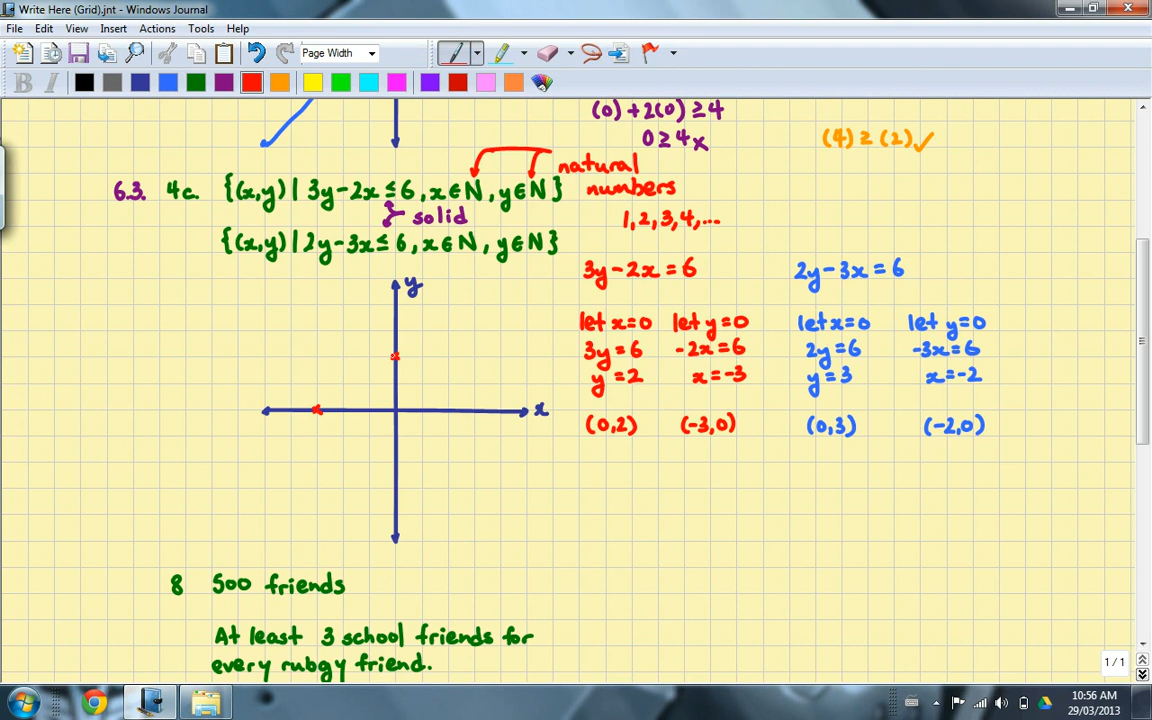 Write Here (Grid).jnt - Windows Journal
File Edit View Insert Actions Tools Help
Page Width
B I
(0) + 2(0) ≥ 4
0 ≥ 4 x
(4) ≥ (2) ✓
6.3. 4c. {(x,y) | 3y - 2x ≤ 6, x ∈ N, y ∈ N}
natural
numbers
1, 2, 3, 4, ...
solid
{(x,y) | 2y - 3x ≤ 6, x ∈ N, y ∈ N}
y
x
3y - 2x = 6
let x=0 let y=0
3y = 6 -2x = 6
y = 2 x = -3
(0,2) (-3,0)
2y - 3x = 6
let x=0 let y=0
2y = 6 -3x = 6
y = 3 x = -2
(0,3) (-2,0)
8 500 friends
At least 3 school friends for
every rubgy friend.
1 / 1
10:56 AM
29/03/2013